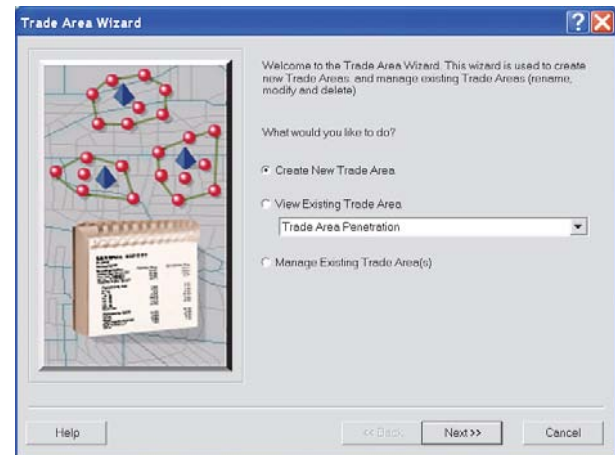 Trade Area Wizard
Welcome to the Trade Area Wizard. This wizard is used to create
new Trade Areas, and manage existing Trade Areas (rename,
modify and delete)
What would you like to do?
Create New Trade Area
View Existing Trade Area
Trade Area Penetration
Manage Existing Trade Area(s)
Help
<< Back
Next >>
Cancel